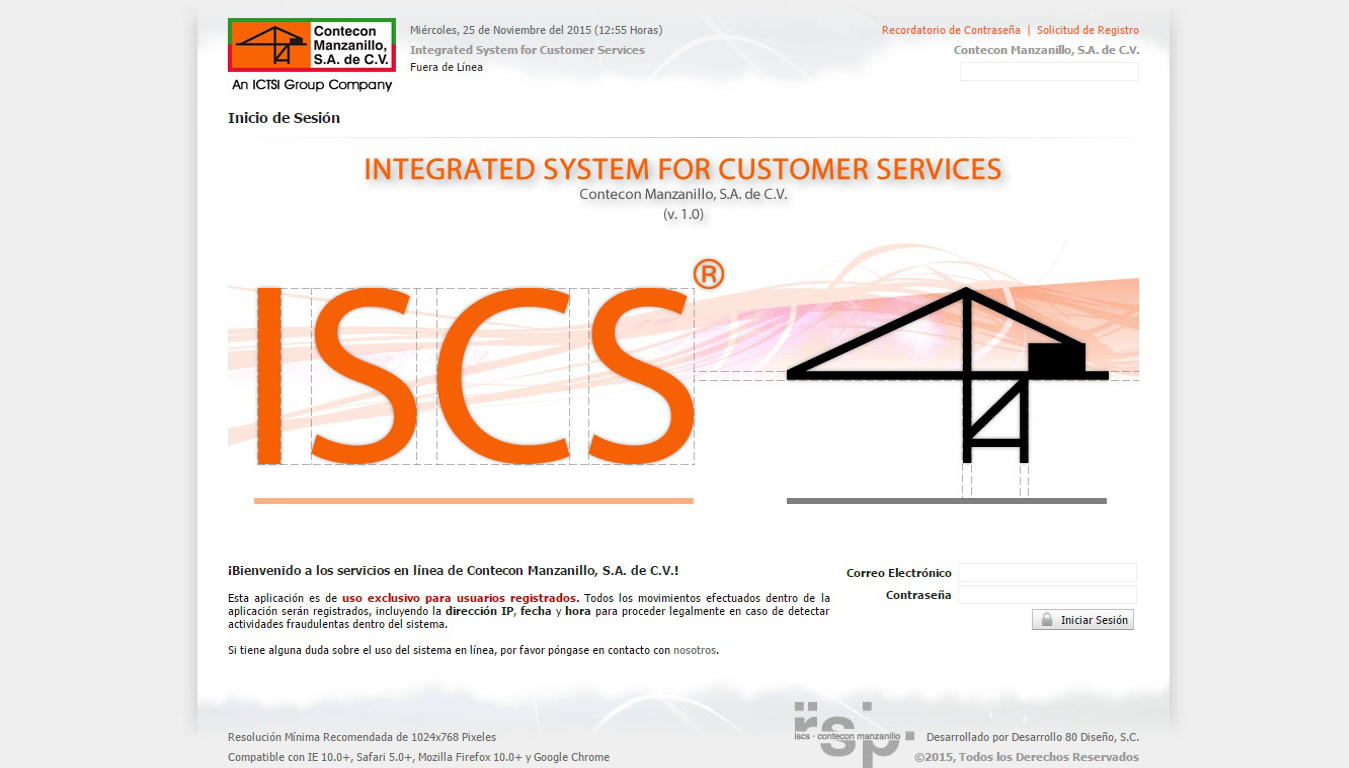 Contecon
Manzanillo,
S.A. de C.V.
An ICTSI Group Company
Miércoles, 25 de Noviembre del 2015 (12:55 Horas)
Integrated System for Customer Services
Fuera de Línea
Recordatorio de Contraseña | Solicitud de Registro
Contecon Manzanillo, S.A. de C.V.
Inicio de Sesión
INTEGRATED SYSTEM FOR CUSTOMER SERVICES
Contecon Manzanillo, S.A. de C.V.
(v. 1.0)
ISCS®
¡Bienvenido a los servicios en línea de Contecon Manzanillo, S.A. de C.V.!
Esta aplicación es de uso exclusivo para usuarios registrados. Todos los movimientos efectuados dentro de la
aplicación serán registrados, incluyendo la dirección IP, fecha y hora para proceder legalmente en caso de detectar
actividades fraudulentas dentro del sistema.
Si tiene alguna duda sobre el uso del sistema en línea, por favor póngase en contacto con nosotros.
Correo Electrónico
Contraseña
Iniciar Sesión
Resolución Mínima Recomendada de 1024x768 Pixeles
Compatible con IE 10.0+, Safari 5.0+, Mozilla Firefox 10.0+ y Google Chrome
rsp.
iscs · contecon manzanillo
Desarrollado por Desarrollo 80 Diseño, S.C.
©2015, Todos los Derechos Reservados